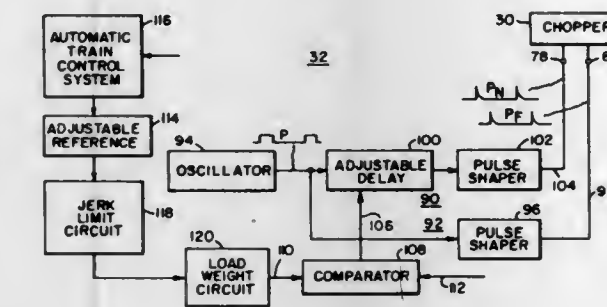 116
AUTOMATIC
TRAIN
CONTROL
SYSTEM
114
ADJUSTABLE
REFERENCE
JERK
LIMIT
CIRCUIT
118
120
LOAD
WEIGHT
CIRCUIT
110
COMPARATOR
108
112
106
32
94
OSCILLATOR
P
100
ADJUSTABLE
DELAY
90
92
102
PULSE
SHAPER
104
96
PULSE
SHAPER
9
30
CHOPPER
78
6
PN
PF